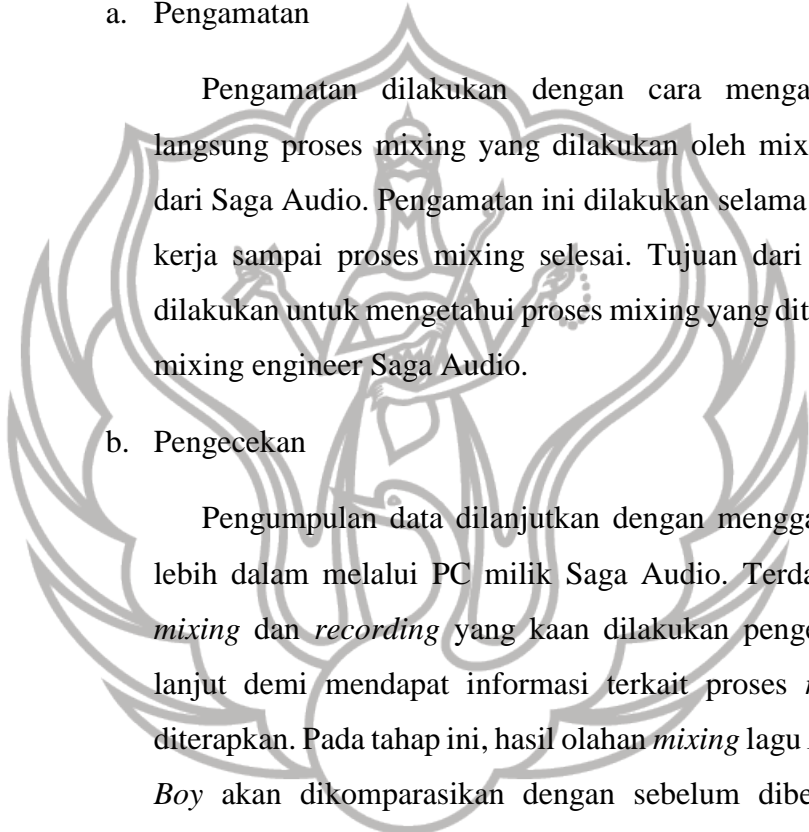 a. Pengamatan
Pengamatan dilakukan dengan cara menga
langsung proses mixing yang dilakukan oleh mix
dari Saga Audio. Pengamatan ini dilakukan selama
kerja sampai proses mixing selesai. Tujuan dari
dilakukan untuk mengetahui proses mixing yang dit
mixing engineer Saga Audio.
b. Pengecekan
Pengumpulan data dilanjutkan dengan mengga
lebih dalam melalui PC milik Saga Audio. Terda
mixing dan recording yang kaan dilakukan penge
lanjut demi mendapat informasi terkait proses
diterapkan. Pada tahap ini, hasil olahan mixing lagu
Boy akan dikomparasikan dengan sebelum dibe